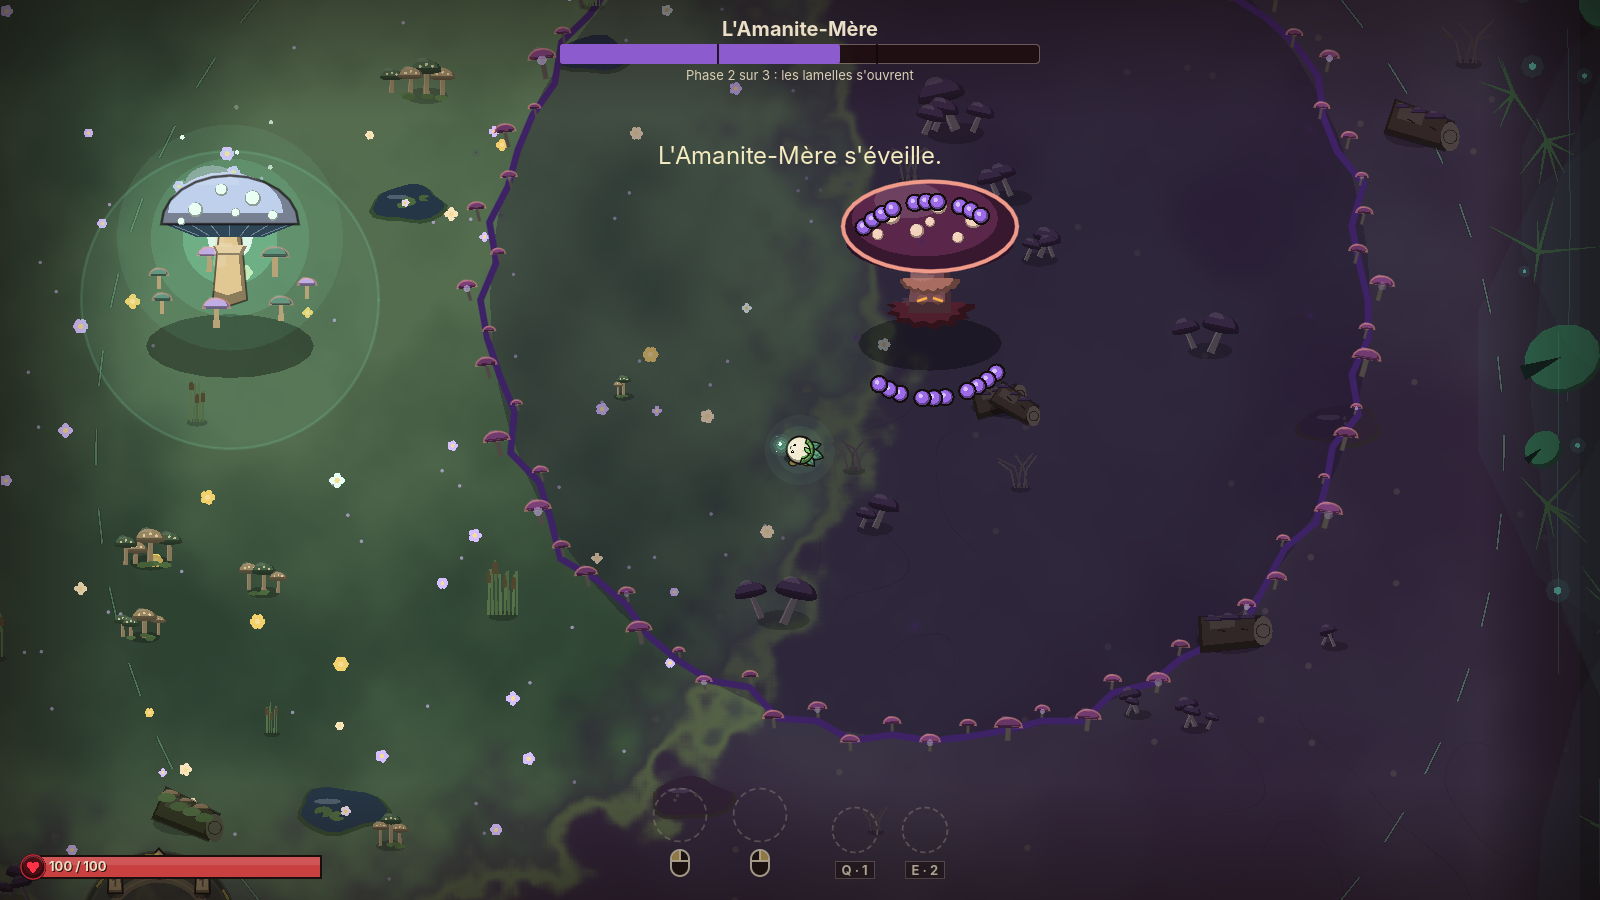 L'Amanite-Mère
Phase 2 sur 3 : les lamelles s'ouvrent
L'Amanite-Mère s'éveille.
100 / 100
Q · 1
E · 2